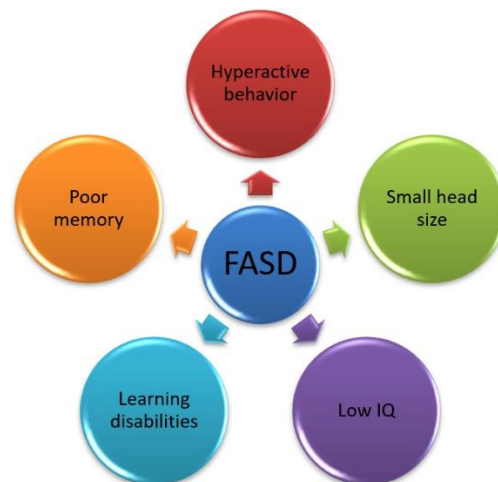 Hyperactive
behavior
Poor
memory
Small head
size
FASD
Learning
disabilities
Low IQ